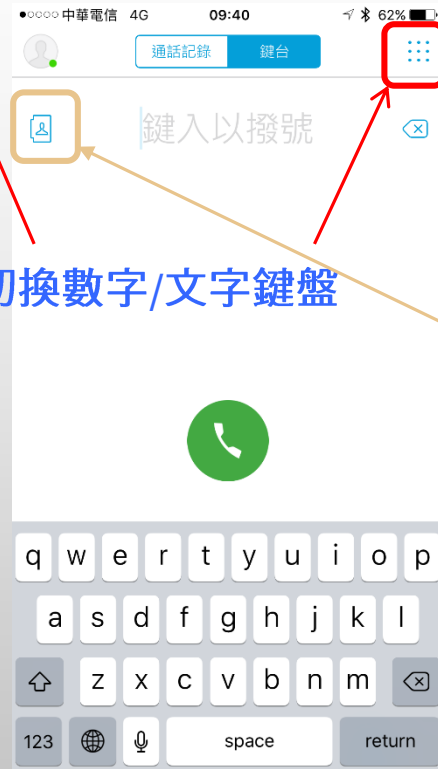 中華電信 4G 09:40 62%
通話記錄 鍵台
鍵入以撥號
切換數字/文字鍵盤
q w e r t y u i o p
a s d f g h j k l
z x c v b n m
123 space return